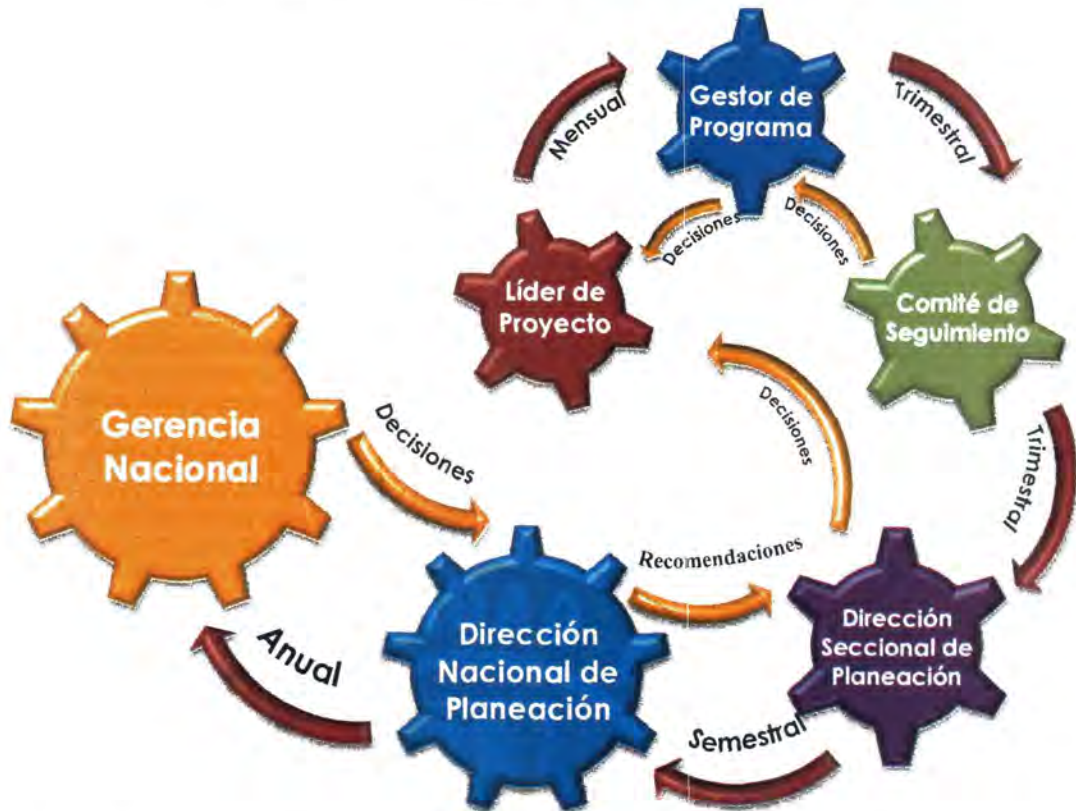 Gestor de
Programa
Mensual
Trimestral
Decisiones
Decisiones
Líder de
Proyecto
Comité de
Seguimiento
Gerencia
Nacional
Decisiones
Decisiones
Trimestral
Recomendaciones
Dirección
Nacional de
Planeación
Dirección
Seccional de
Planeación
Anual
Semestral